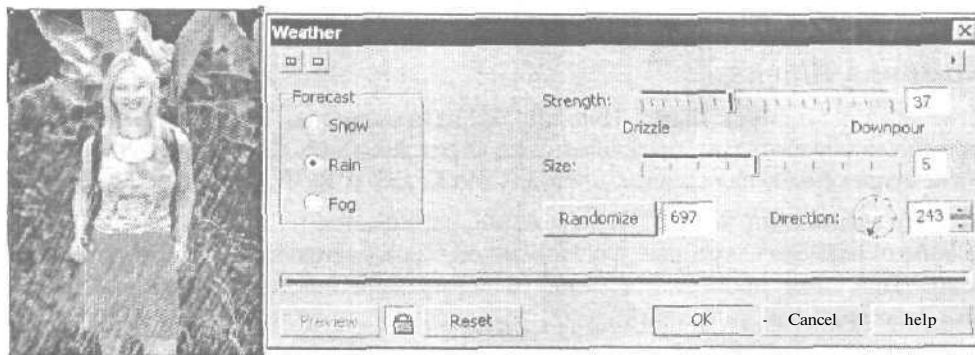 Weather
Forecast
Snow
Rain
Fog
Strength: 37
Drizzle Downpour
Size: 5
Randomize 697 Direction: 243
Preview Reset OK Cancel help